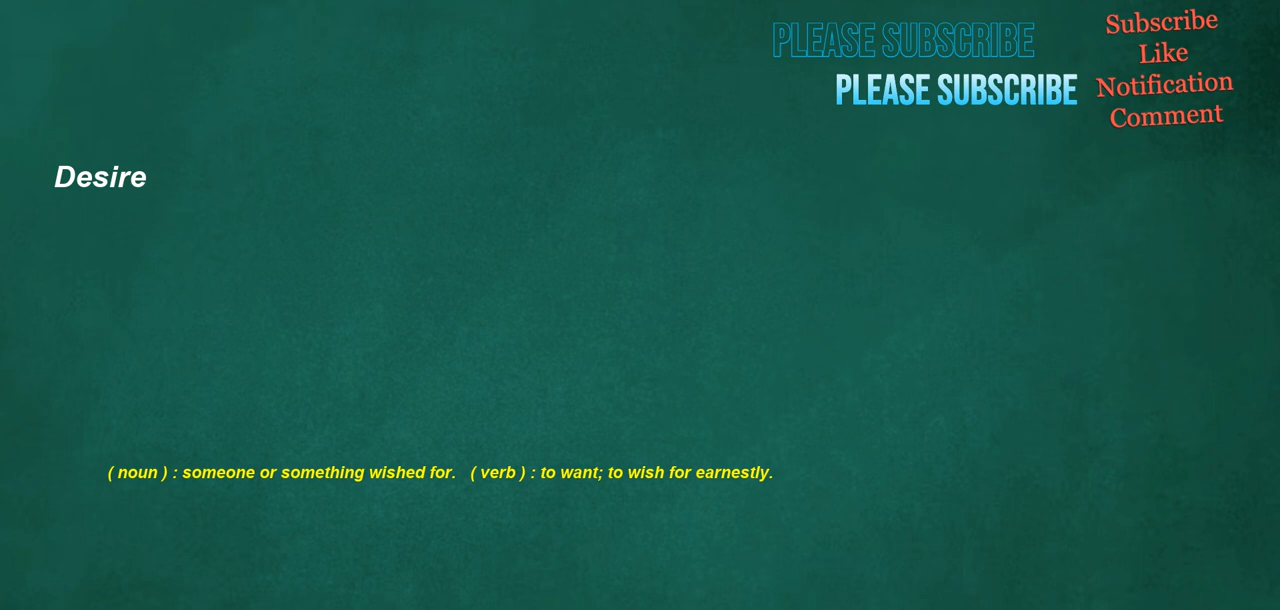 PLEASE SUBSCRIBE
PLEASE SUBSCRIBE
Subscribe
Like
Notification
Comment
Desire
( noun ) : someone or something wished for.   ( verb ) : to want; to wish for earnestly.